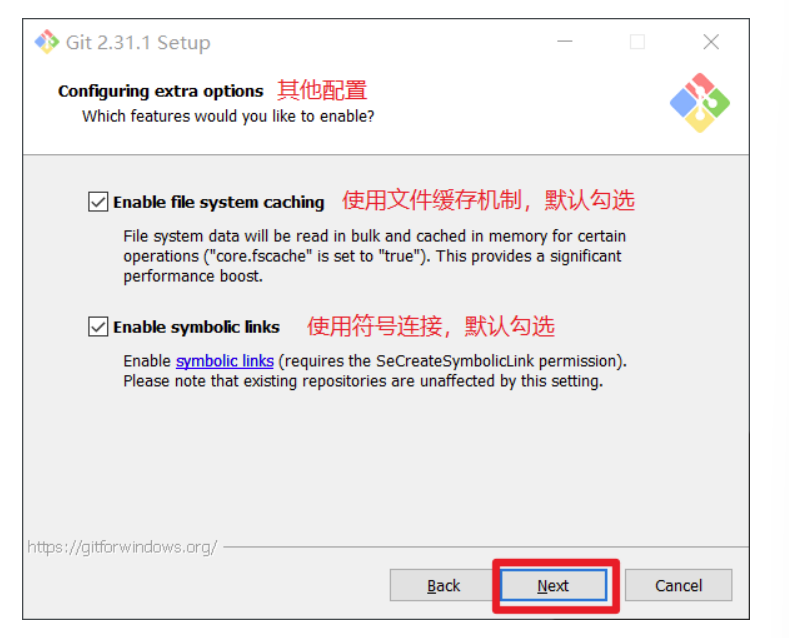 Git 2.31.1 Setup
Configuring extra options 其他配置
Which features would you like to enable?
Enable file system caching 使用文件缓存机制，默认勾选
File system data will be read in bulk and cached in memory for certain
operations ("core.fscache" is set to "true"). This provides a significant
performance boost.
Enable symbolic links 使用符号连接，默认勾选
Enable symbolic links (requires the SeCreateSymbolicLink permission).
Please note that existing repositories are unaffected by this setting.
https://gitforwindows.org/
Back Next Cancel